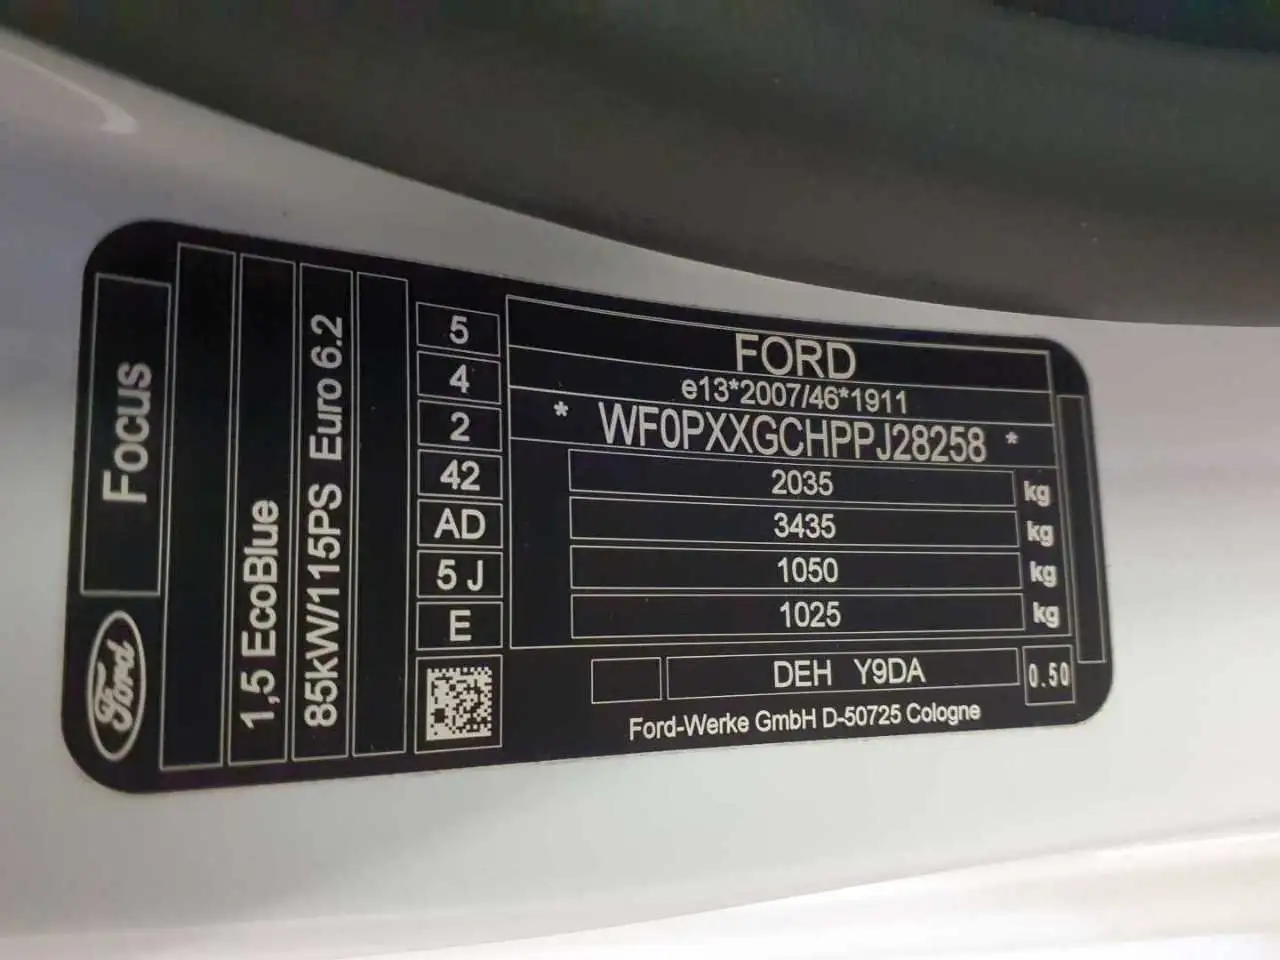 Ford
Focus
1,5 EcoBlue
85kW/115PS Euro 6.2
5
4
2
42
AD
5 J
E
FORD
e13*2007/46*1911
* WF0PXXGCHPPJ28258 *
2035 kg
3435 kg
1050 kg
1025 kg
DEH Y9DA 0.50
Ford-Werke GmbH D-50725 Cologne